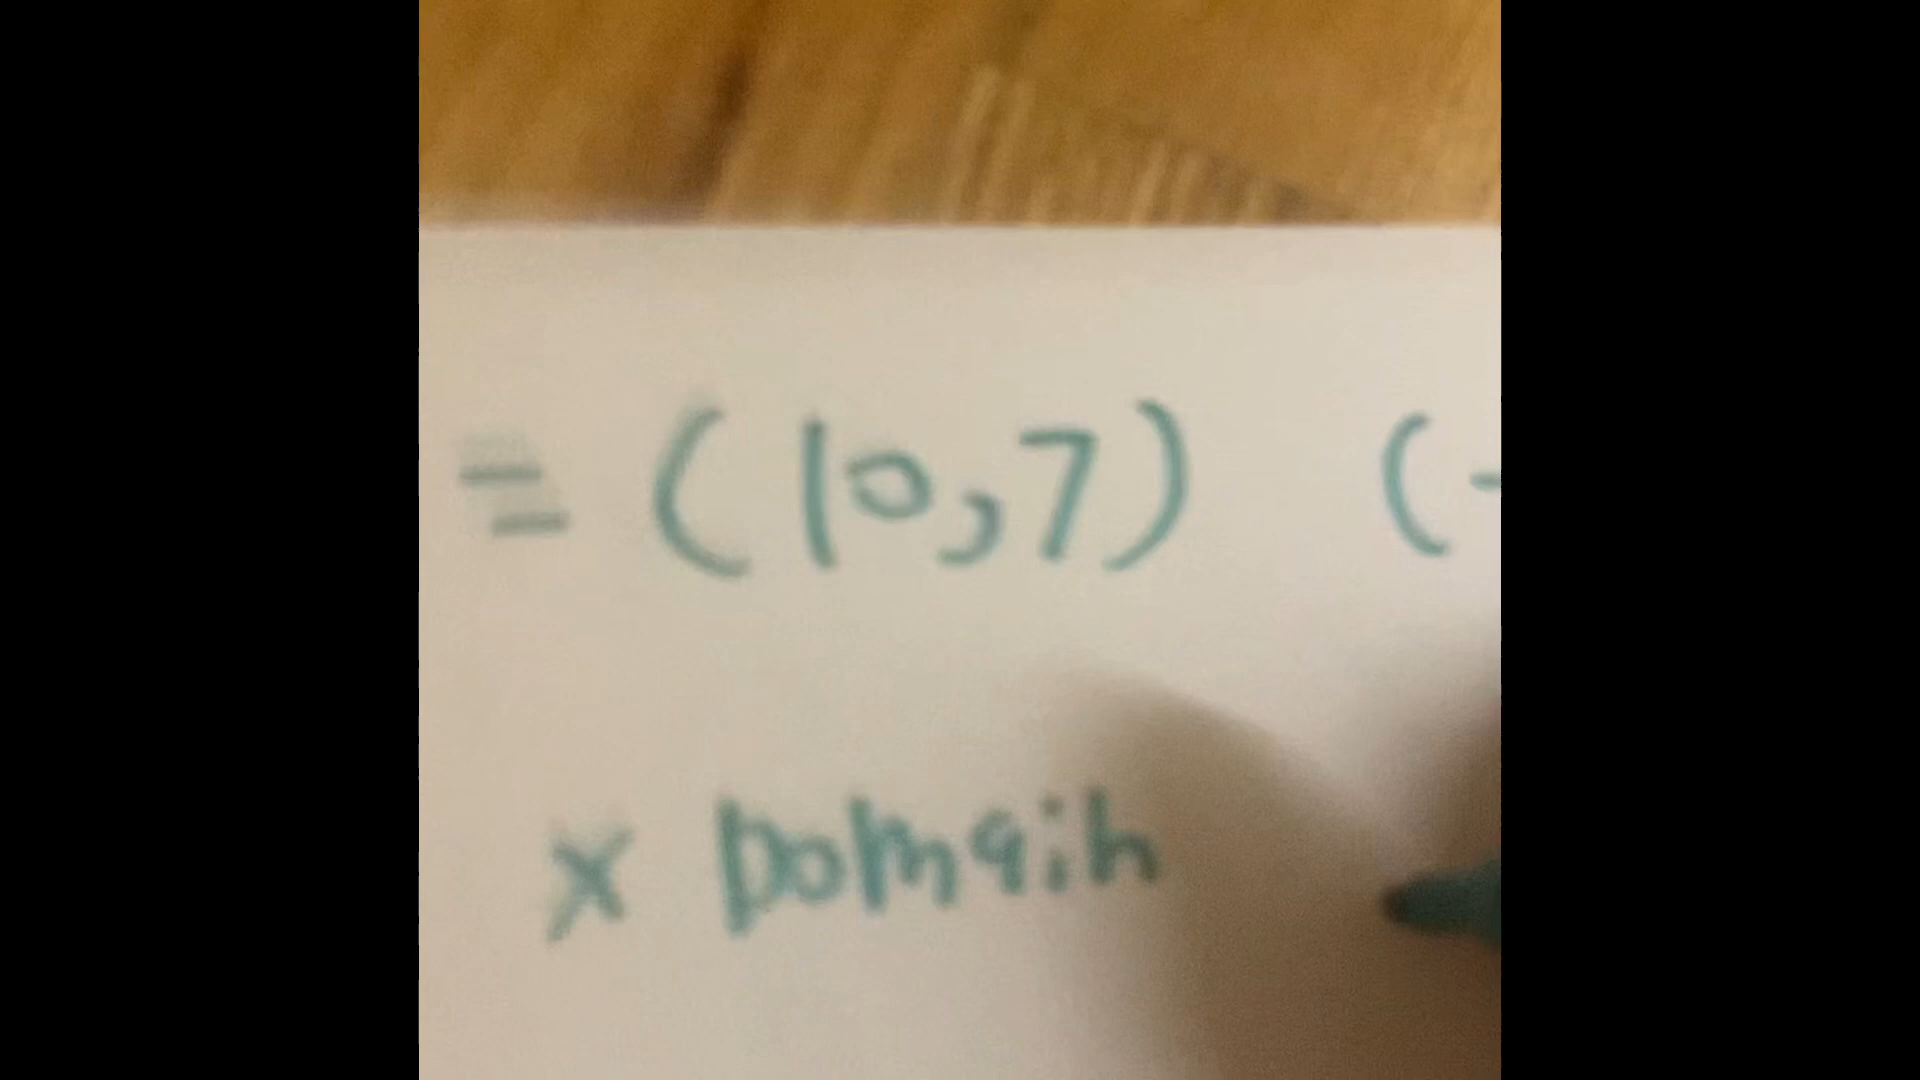 = (10,7) (-
x Domain